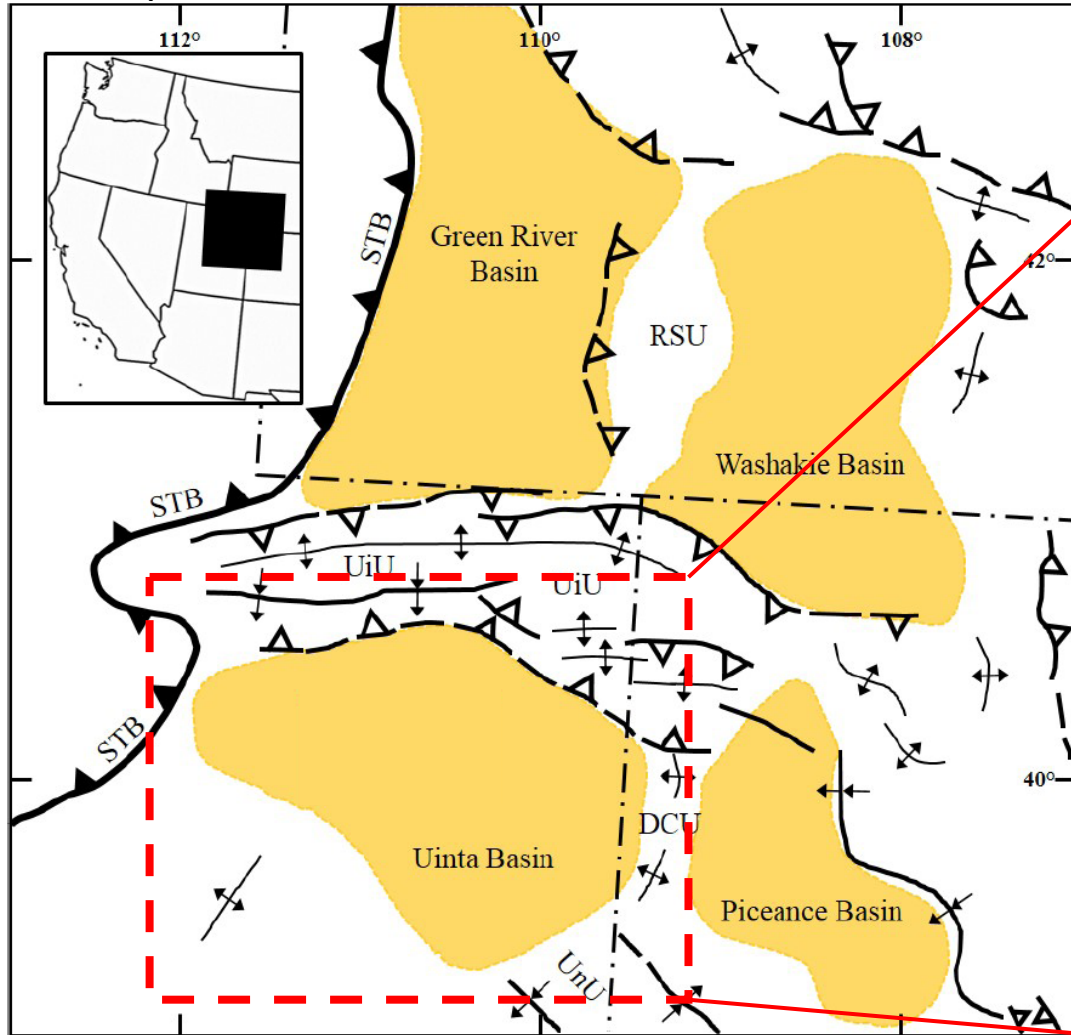 112°
110°
108°
STB
Green River
Basin
42°
RSU
Washakie Basin
STB
UiU
UiU
STB
40°
DCU
Uinta Basin
Piceance Basin
UnU